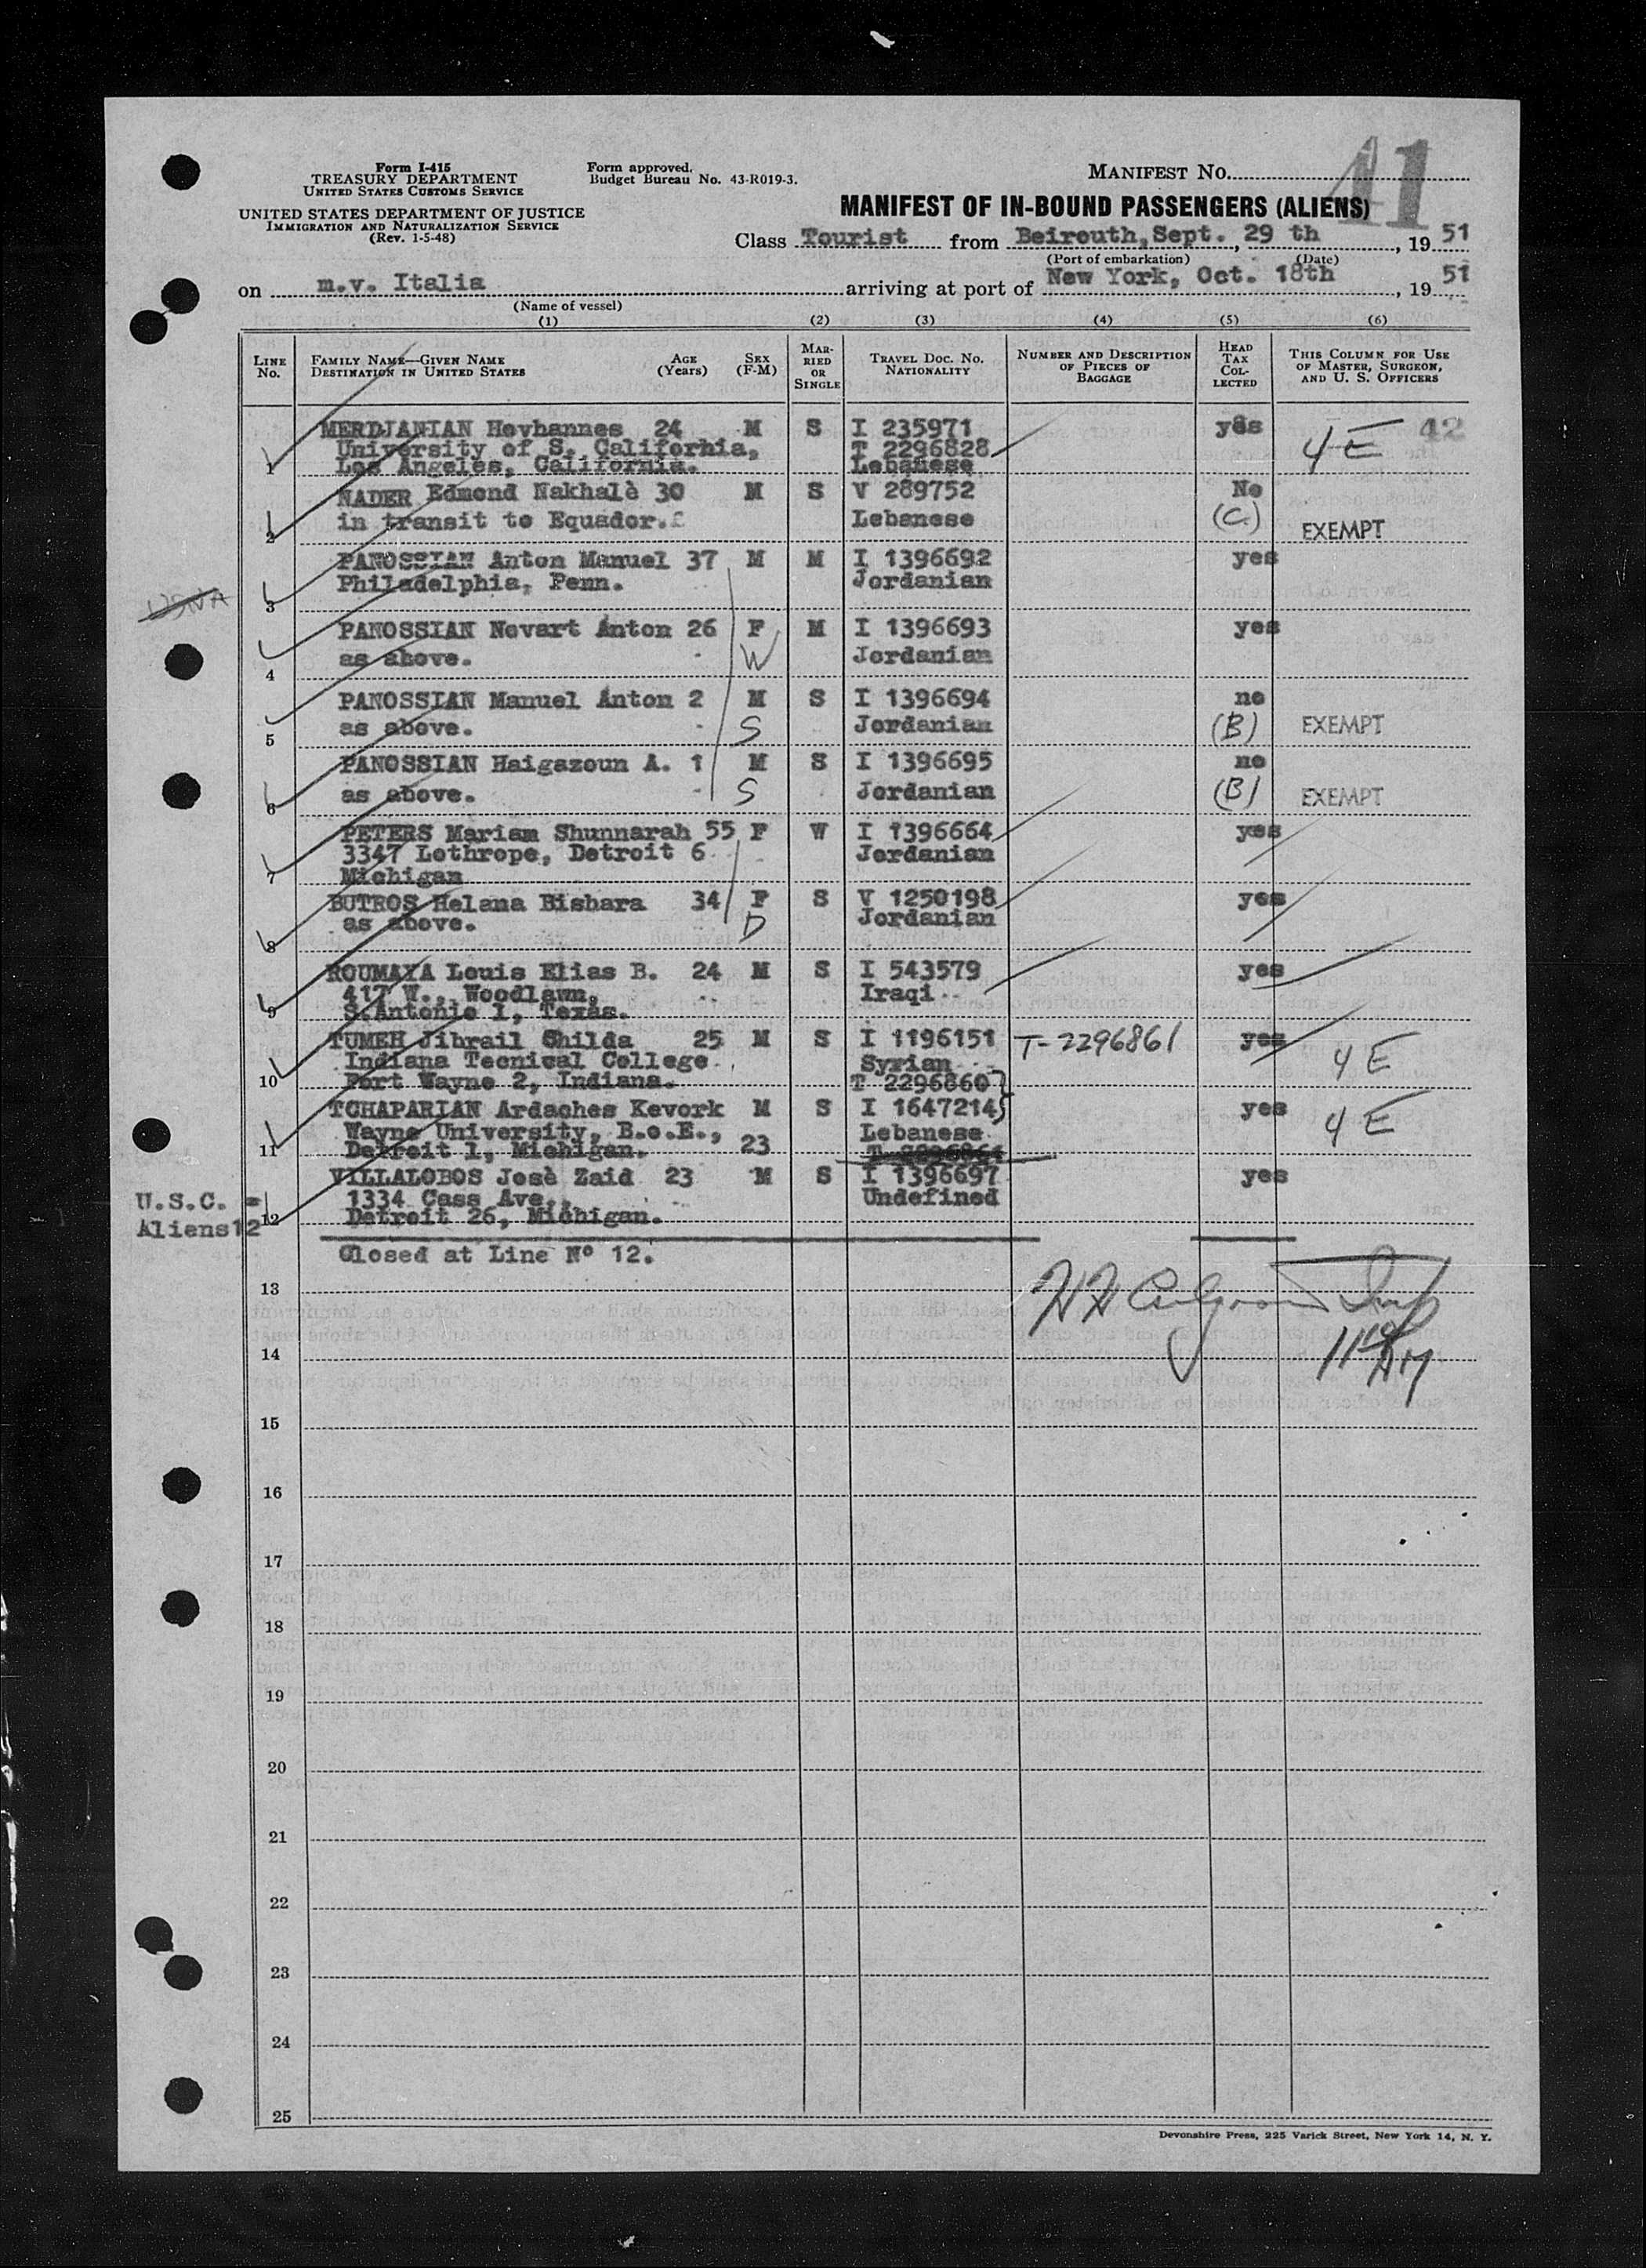 41
Form I-415
TREASURY DEPARTMENT
UNITED STATES CUSTOMS SERVICE
UNITED STATES DEPARTMENT OF JUSTICE
IMMIGRATION AND NATURALIZATION SERVICE
(Rev. 1-5-48)
Form approved.
Budget Bureau No. 43-R019-3.
MANIFEST No.
MANIFEST OF IN-BOUND PASSENGERS (ALIENS)
Class Tourist from Beirouth, Sept. 29 th, 19 51
(Port of embarkation) (Date)
on m.v. Italia arriving at port of New York, Oct. 18th, 19 51
(Name of vessel)
(1) (2) (3) (4) (5) (6)
LINE No. FAMILY NAME—GIVEN NAME DESTINATION IN UNITED STATES AGE (Years) SEX (F-M) MARRIED OR SINGLE TRAVEL DOC. NO. NATIONALITY NUMBER AND DESCRIPTION OF PIECES OF BAGGAGE HEAD TAX COLLECTED THIS COLUMN FOR USE OF MASTER, SURGEON, AND U. S. OFFICERS
MERDJANIAN Hovhannes 24 M S I 235971 yes 42
University of S. California, T 2296828 4E
1 Los Angeles, California. Lebanese
NADER Edmond Nakhalè 30 M S V 289752 No
2 in transit to Equador. Lebanese (C) EXEMPT
PANOSSIAN Anton Manuel 37 M M I 1396692 yes
Philadelphia, Penn. Jordanian
3
PANOSSIAN Novart Anton 26 F M I 1396693 yes
as above. W Jordanian
4
PANOSSIAN Manuel Anton 2 M S I 1396694 no
as above. S Jordanian (B) EXEMPT
5
PANOSSIAN Haigazoun A. 1 M S I 1396695 no
6 as above. S Jordanian (B) EXEMPT
PETERS Mariam Shunnarah 55 F W I 1396664 yes
3347 Lothrope, Detroit 6 Jordanian
7 Michigan
BUTROS Helana Bishara 34 F S V 1250198 yes
as above. D Jordanian
8
ROUMAYA Louis Elias B. 24 M S I 543579 yes
417 W., Woodlawn, Iraqi
9 S.Antonio 1, Texas.
TUMEH Jibrail Ghilda 25 M S I 1196151 T-2296861 yes
Indiana Tecnical College Syrian 4E
10 Fort Wayne 2, Indiana. T 2296860
TCHAPARIAN Ardaches Kevork M S I 1647214 yes
Wayne University, B.o.E., 23 Lebanese 4E
11 Detroit 1, Michigan.
VILLALOBOS Josè Zaid 23 M S I 1396697 yes
U.S.C. = 1334 Cass Ave., Undefined
Aliens12 12 Detroit 26, Michigan.
Closed at Line Nº 12.
13
14
15
16
17
18
19
20
21
22
23
24
25
Devonshire Press, 225 Varick Street, New York 14, N. Y.